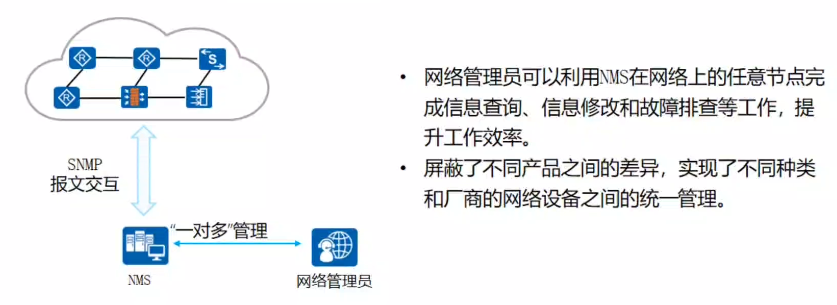 R
R
S
R
SNMP
报文交互
“一对多”管理
NMS
网络管理员
• 网络管理员可以利用NMS在网络上的任意节点完
成信息查询、信息修改和故障排查等工作，提
升工作效率。
• 屏蔽了不同产品之间的差异，实现了不同种类
和厂商的网络设备之间的统一管理。